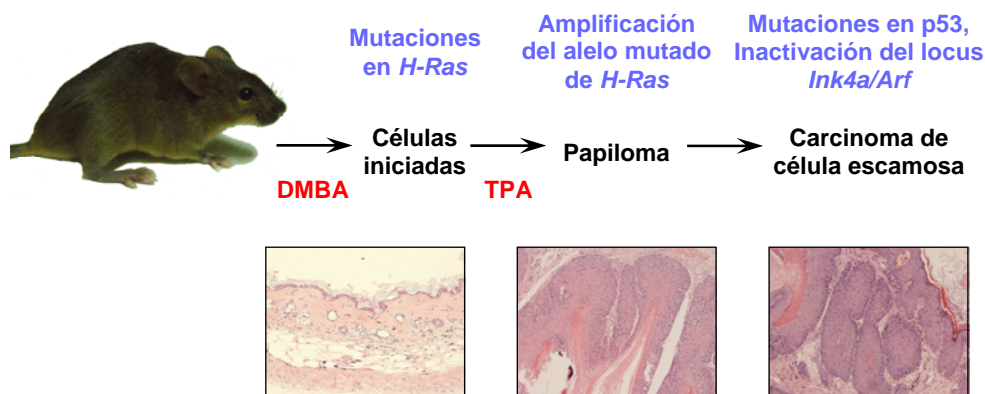 Mutaciones
en H-Ras
Amplificación
del alelo mutado
de H-Ras
Mutaciones en p53,
Inactivación del locus
Ink4a/Arf
Células
iniciadas
Papiloma
Carcinoma de
célula escamosa
DMBA
TPA